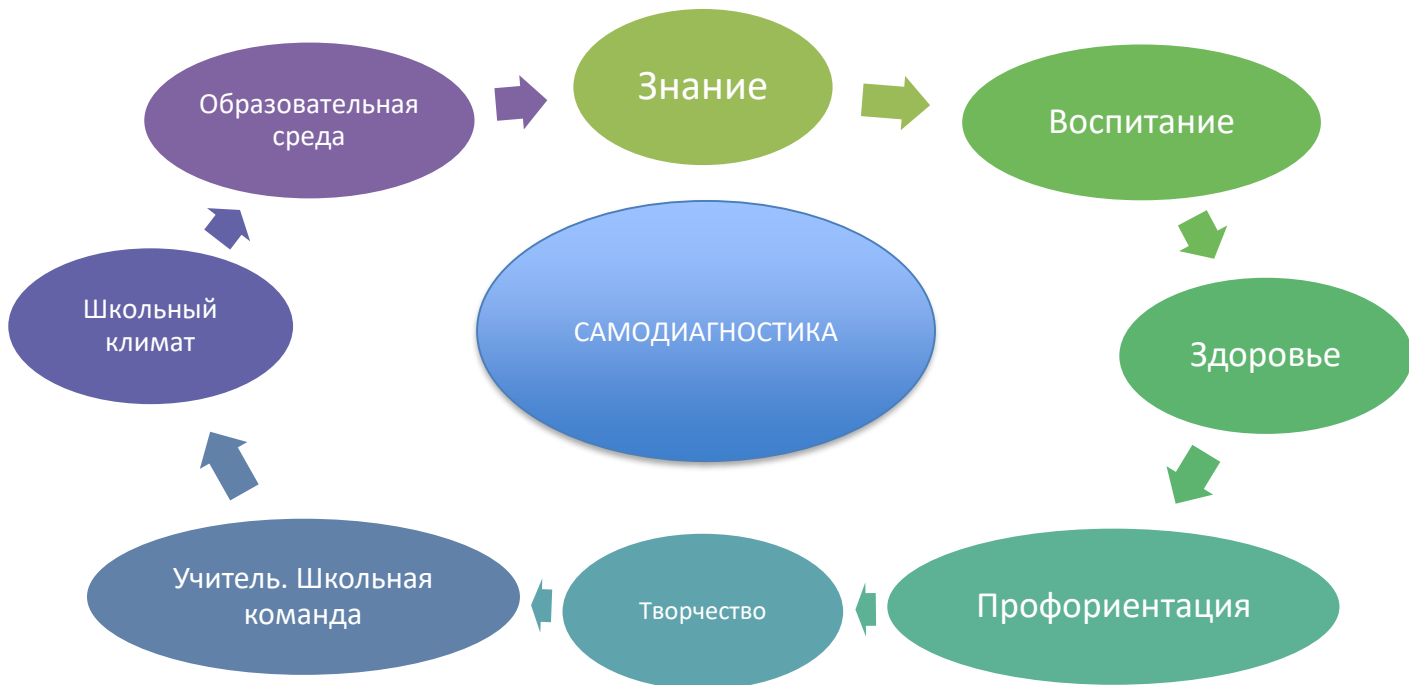 Знание
Воспитание
Здоровье
Профориентация
Творчество
Учитель. Школьная
команда
Школьный
климат
Образовательная
среда
САМОДИАГНОСТИКА